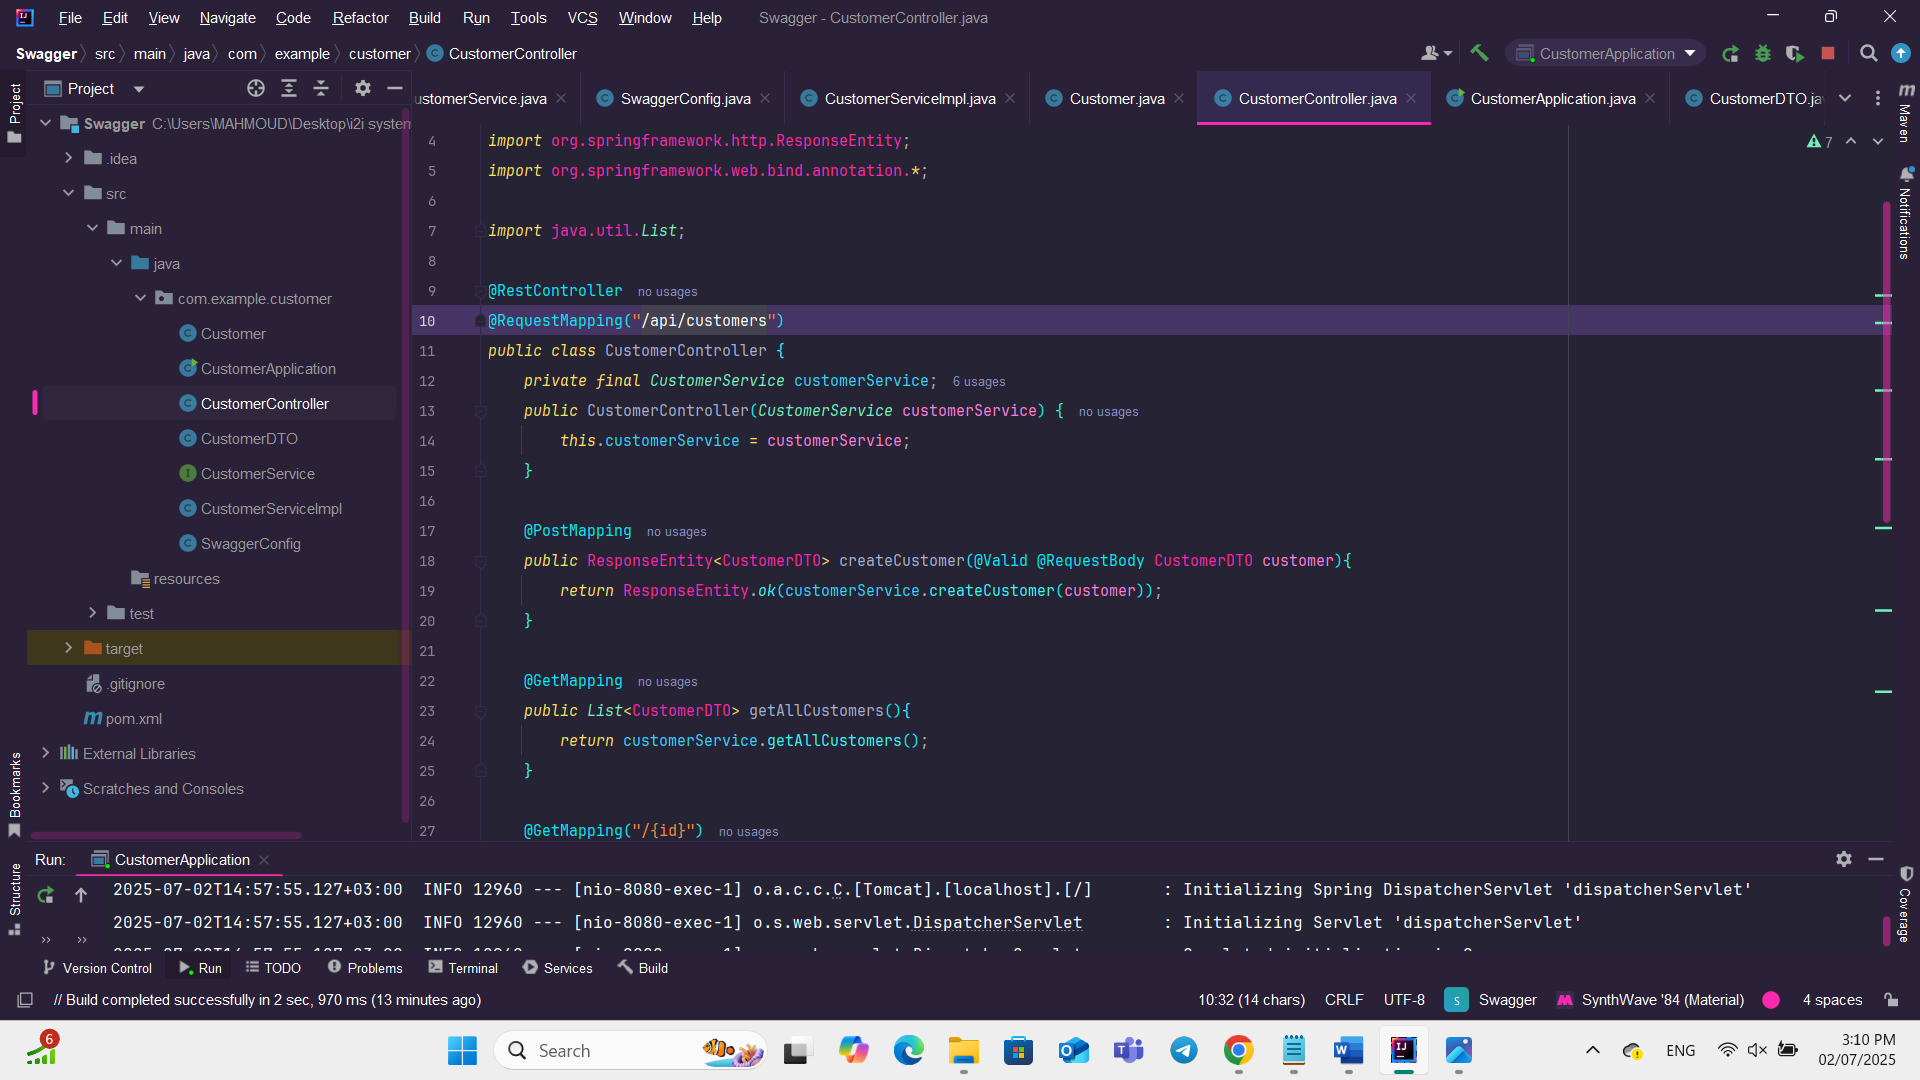 File Edit View Navigate Code Refactor Build Run Tools VCS Window Help Swagger - CustomerController.java
Swagger src main java com example customer CustomerController CustomerApplication
Project
Project
Swagger C:\Users\MAHMOUD\Desktop\i2i system
.idea
src
main
java
com.example.customer
Customer
CustomerApplication
CustomerController
CustomerDTO
CustomerService
CustomerServiceImpl
SwaggerConfig
resources
test
target
.gitignore
pom.xml
External Libraries
Scratches and Consoles
Bookmarks
Structure
ustomerService.java SwaggerConfig.java CustomerServiceImpl.java Customer.java CustomerController.java CustomerApplication.java CustomerDTO.ja
Maven
Notifications
Coverage
7
4 import org.springframework.http.ResponseEntity;
5 import org.springframework.web.bind.annotation.*;
6
7 import java.util.List;
8
9 @RestController no usages
10 @RequestMapping("/api/customers")
11 public class CustomerController {
12 private final CustomerService customerService; 6 usages
13 public CustomerController(CustomerService customerService) { no usages
14 this.customerService = customerService;
15 }
16
17 @PostMapping no usages
18 public ResponseEntity<CustomerDTO> createCustomer(@Valid @RequestBody CustomerDTO customer){
19 return ResponseEntity.ok(customerService.createCustomer(customer));
20 }
21
22 @GetMapping no usages
23 public List<CustomerDTO> getAllCustomers(){
24 return customerService.getAllCustomers();
25 }
26
27 @GetMapping("/{id}") no usages
Run: CustomerApplication
2025-07-02T14:57:55.127+03:00 INFO 12960 --- [nio-8080-exec-1] o.a.c.c.C.[Tomcat].[localhost].[/] : Initializing Spring DispatcherServlet 'dispatcherServlet'
2025-07-02T14:57:55.127+03:00 INFO 12960 --- [nio-8080-exec-1] o.s.web.servlet.DispatcherServlet : Initializing Servlet 'dispatcherServlet'
Version Control Run TODO Problems Terminal Services Build
// Build completed successfully in 2 sec, 970 ms (13 minutes ago) 10:32 (14 chars) CRLF UTF-8 S Swagger SynthWave '84 (Material) 4 spaces
6 Search ENG 3:10 PM
02/07/2025